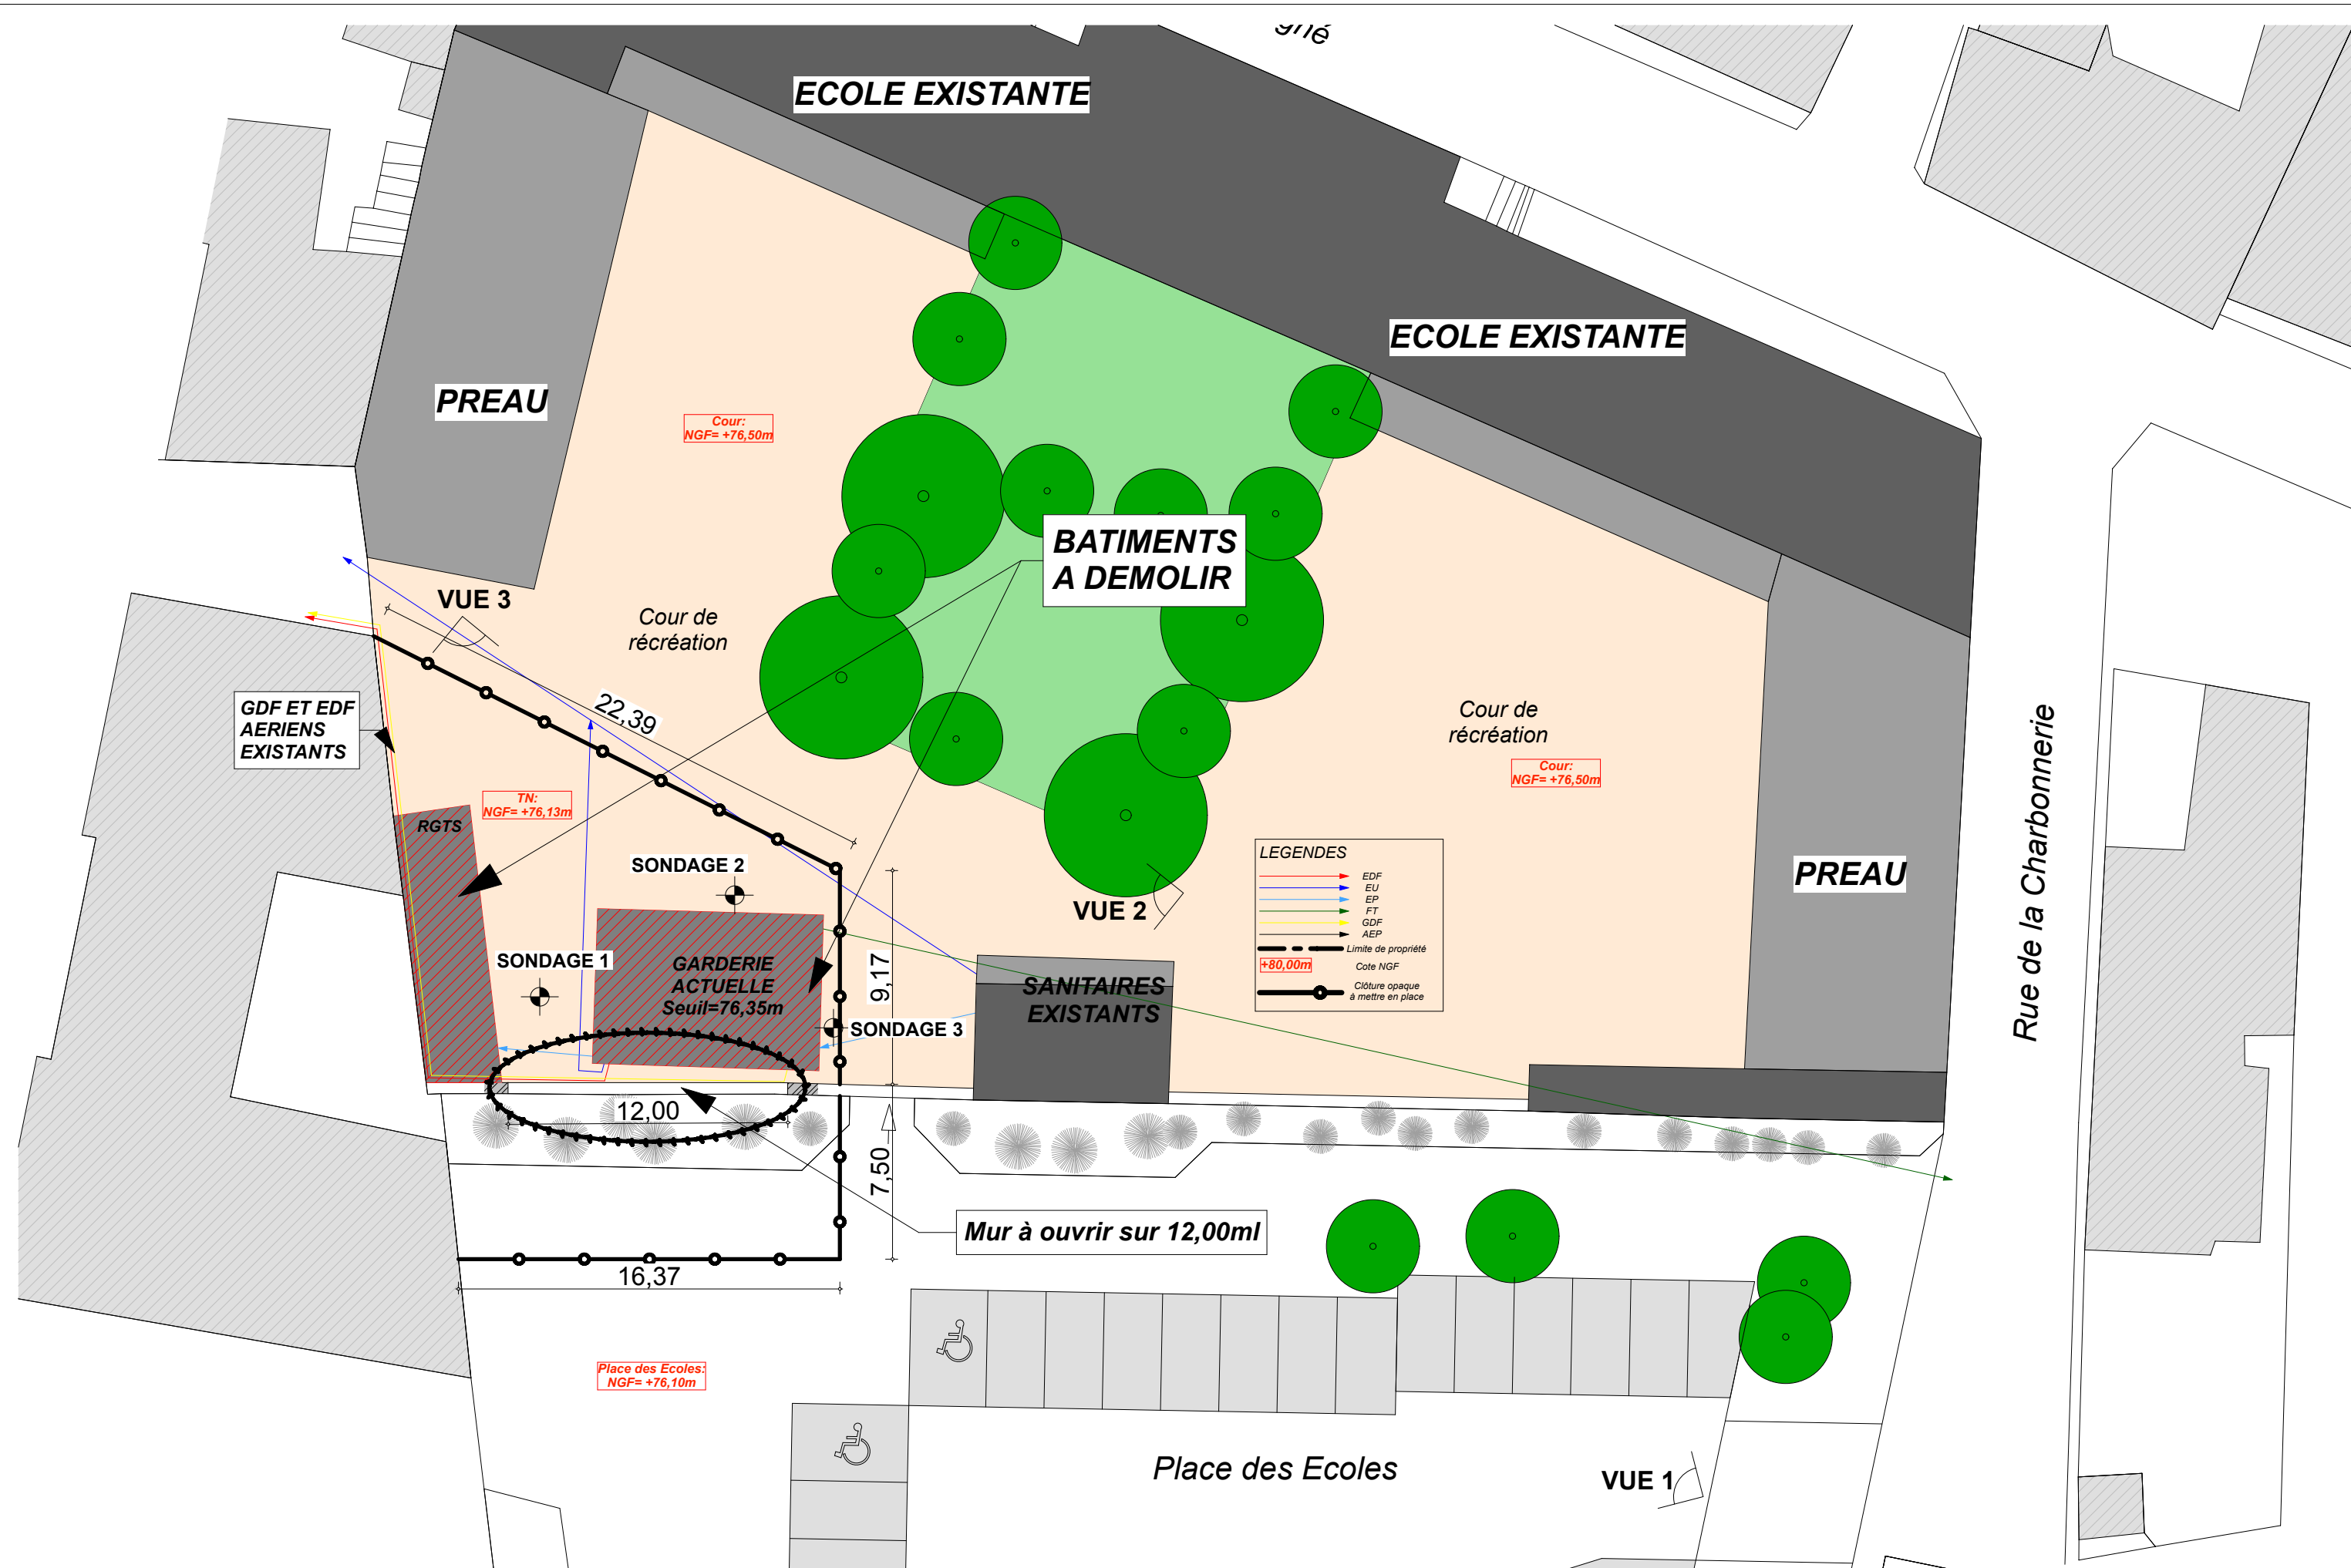 gné
ECOLE EXISTANTE
ECOLE EXISTANTE
PREAU
Cour:
NGF= +76,50m
BATIMENTS
A DEMOLIR
VUE 3
Cour de
récréation
22,39
GDF ET EDF
AERIENS
EXISTANTS
Cour de
récréation
Cour:
NGF= +76,50m
Rue de la Charbonnerie
TN:
NGF= +76,13m
RGTS
SONDAGE 2
PREAU
VUE 2
LEGENDES
EDF
EU
EP
FT
GDF
AEP
Limite de propriété
+80,00m
Cote NGF
Clôture opaque
à mettre en place
SONDAGE 1
GARDERIE
ACTUELLE
Seuil=76,35m
9,17
SANITAIRES
EXISTANTS
SONDAGE 3
12,00
7,50
Mur à ouvrir sur 12,00ml
16,37
Place des Ecoles:
NGF= +76,10m
Place des Ecoles
VUE 1